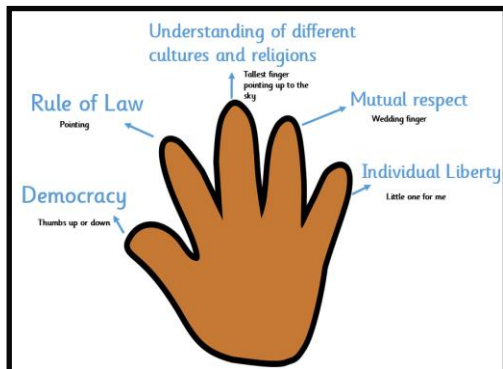 Understanding of different
cultures and religions
Tallest finger
pointing up to the
sky
Rule of Law
Pointing
Mutual respect
Wedding finger
Democracy
Thumbs up or down
Individual Liberty
Little one for me